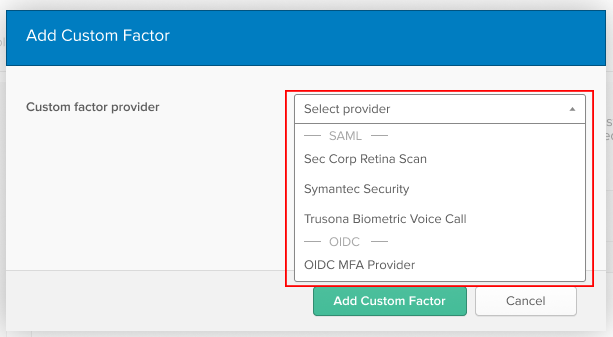 Add Custom Factor
Custom factor provider
Select provider
SAML
Sec Corp Retina Scan
Symantec Security
Trusona Biometric Voice Call
OIDC
OIDC MFA Provider
Add Custom Factor
Cancel